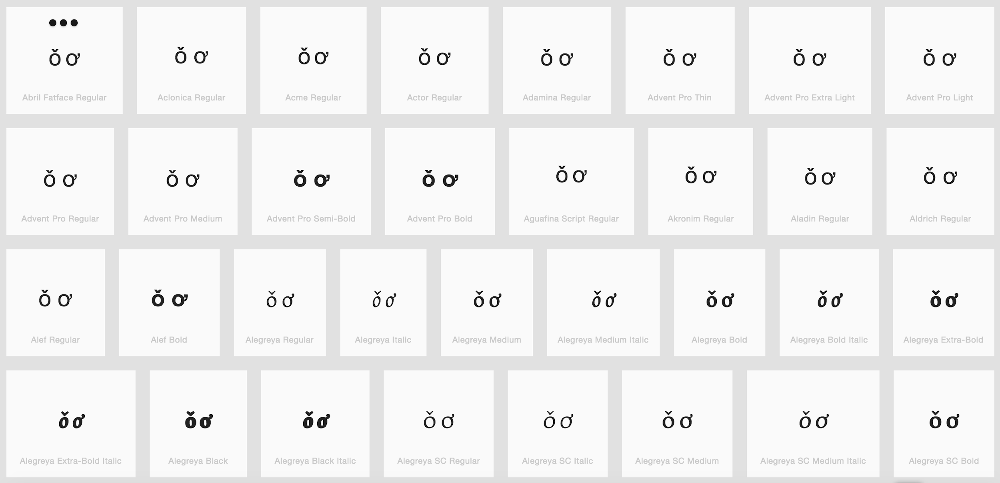 •••
ǒ ơ
Abril Fatface Regular
ǒ ơ
Aclonica Regular
ǒ ơ
Acme Regular
ǒ ơ
Actor Regular
ǒ ơ
Adamina Regular
ǒ ơ
Advent Pro Thin
ǒ ơ
Advent Pro Extra Light
ǒ ơ
Advent Pro Light
ǒ ơ
Advent Pro Regular
ǒ ơ
Advent Pro Medium
ǒ ơ
Advent Pro Semi-Bold
ǒ ơ
Advent Pro Bold
ǒ ơ
Aguafina Script Regular
ǒ ơ
Akronim Regular
ǒ ơ
Aladin Regular
ǒ ơ
Aldrich Regular
ǒ ơ
Alef Regular
ǒ ơ
Alef Bold
ǒ ơ
Alegreya Regular
ǒ ơ
Alegreya Italic
ǒ ơ
Alegreya Medium
ǒ ơ
Alegreya Medium Italic
ǒ ơ
Alegreya Bold
ǒ ơ
Alegreya Bold Italic
ǒ ơ
Alegreya Extra-Bold
ǒ ơ
Alegreya Extra-Bold Italic
ǒ ơ
Alegreya Black
ǒ ơ
Alegreya Black Italic
ǒ ơ
Alegreya SC Regular
ǒ ơ
Alegreya SC Italic
ǒ ơ
Alegreya SC Medium
ǒ ơ
Alegreya SC Medium Italic
ǒ ơ
Alegreya SC Bold